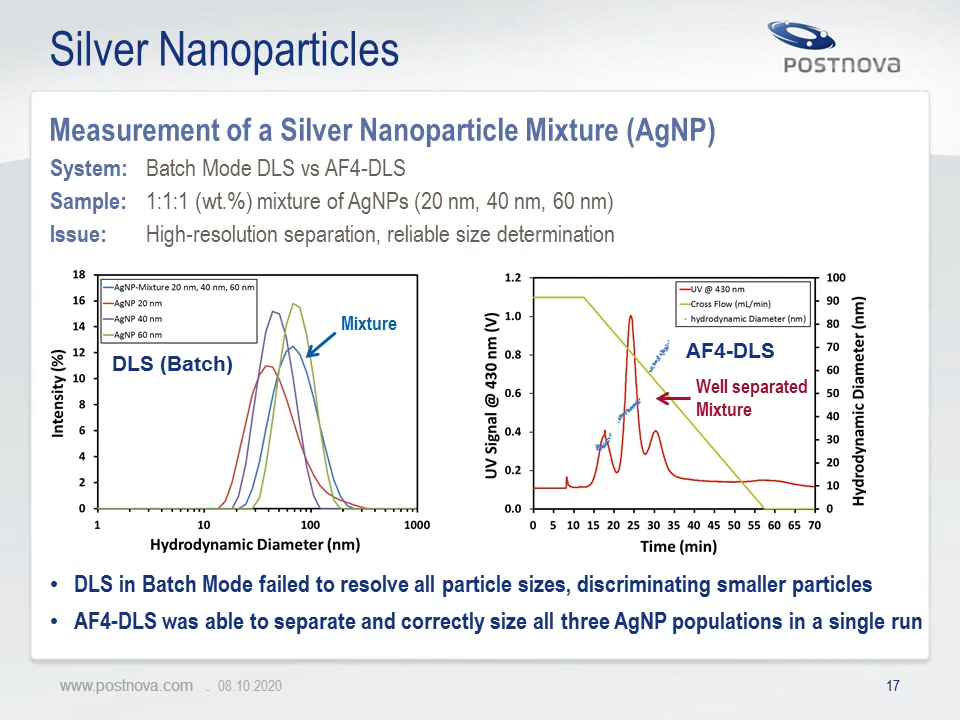 Silver Nanoparticles
POSTNOVA
Measurement of a Silver Nanoparticle Mixture (AgNP)
System: Batch Mode DLS vs AF4-DLS
Sample: 1:1:1 (wt.%) mixture of AgNPs (20 nm, 40 nm, 60 nm)
Issue: High-resolution separation, reliable size determination
18
16
14
12
10
8
6
4
2
0
Intensity (%)
AgNP-Mixture 20 nm, 40 nm, 60 nm
AgNP 20 nm
AgNP 40 nm
AgNP 60 nm
Mixture
DLS (Batch)
1 10 100 1000
Hydrodynamic Diameter (nm)
1.2
1.0
0.8
0.6
0.4
0.2
0.0
UV Signal @ 430 nm (V)
UV @ 430 nm
Cross Flow (mL/min)
hydrodynamic Diameter (nm)
AF4-DLS
Well separated
Mixture
100
90
80
70
60
50
40
30
20
10
0
Hydrodynamic Diameter (nm)
0 5 10 15 20 25 30 35 40 45 50 55 60 65 70
Time (min)
• DLS in Batch Mode failed to resolve all particle sizes, discriminating smaller particles
• AF4-DLS was able to separate and correctly size all three AgNP populations in a single run
www.postnova.com . 08.10.2020
17